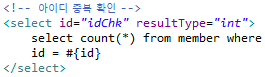 <!-- 아이디 중복 확인 -->
<select id="idChk" resultType="int">
select count(*) from member where
id = #{id}
</select>